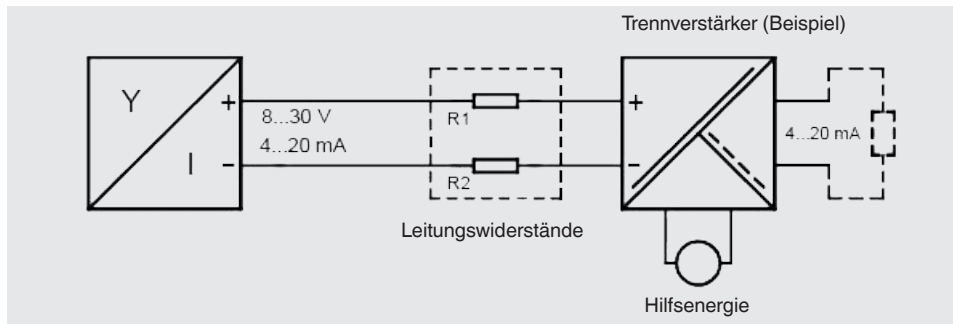 Trennverstärker (Beispiel)
Y
I
+
-
8...30 V
4...20 mA
R1
R2
Leitungswiderstände
+
-
4...20 mA
Hilfsenergie